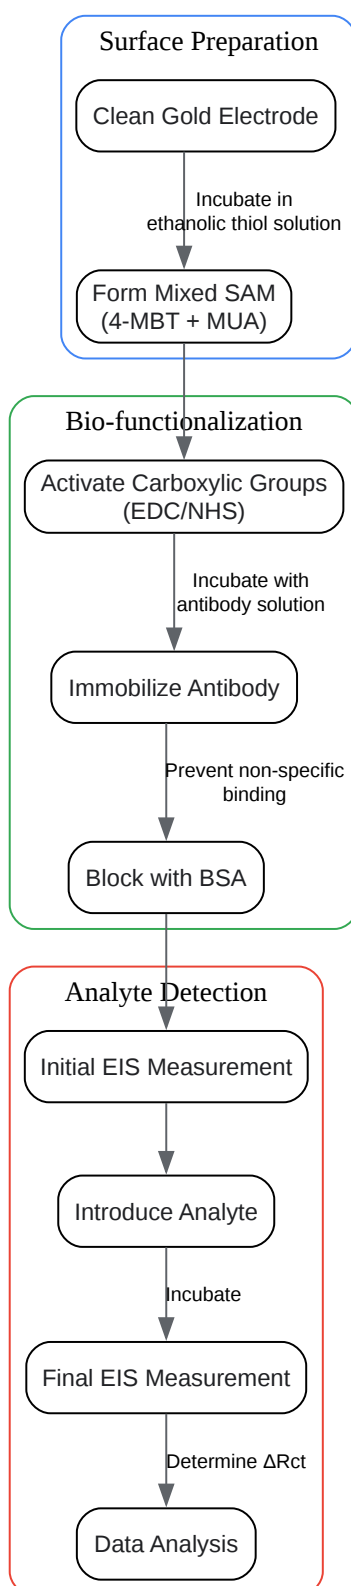 Surface Preparation
Clean Gold Electrode
Incubate in
ethanolic thiol solution
Form Mixed SAM
(4-MBT + MUA)
Bio-functionalization
Activate Carboxylic Groups
(EDC/NHS)
Incubate with
antibody solution
Immobilize Antibody
Prevent non-specific
binding
Block with BSA
Analyte Detection
Initial EIS Measurement
Introduce Analyte
Incubate
Final EIS Measurement
Determine ΔRct
Data Analysis